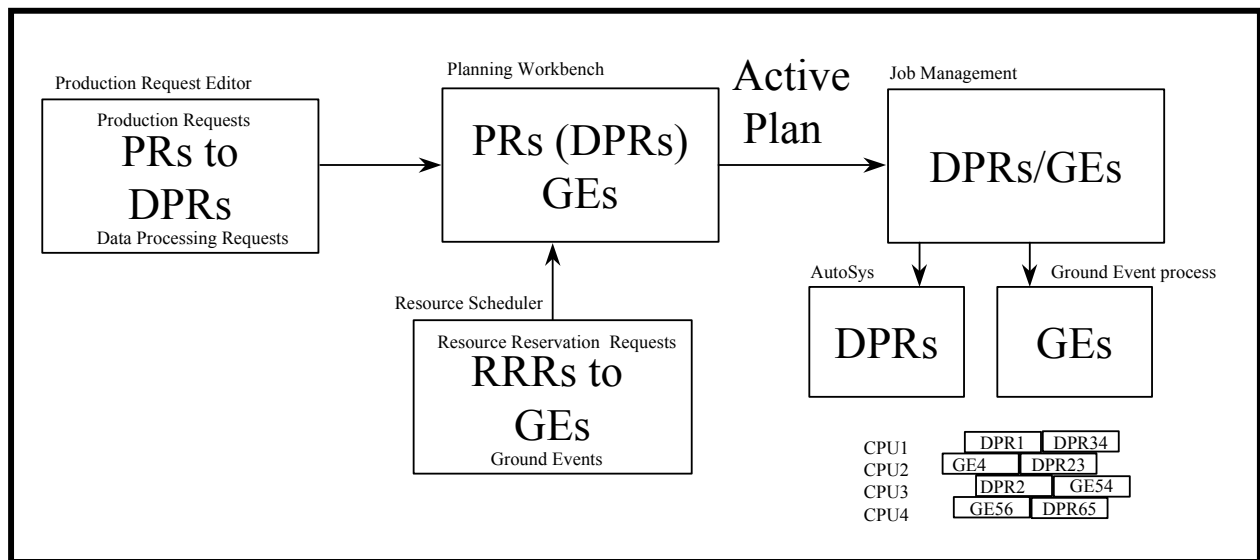 Production Request Editor
Production Requests
PRs to
DPRs
Data Processing Requests
Planning Workbench
PRs (DPRs)
GEs
Active
Plan
Job Management
DPRs/GEs
Resource Scheduler
Resource Reservation Requests
RRRs to
GEs
Ground Events
AutoSys
DPRs
Ground Event process
GEs
CPU1 DPR1 DPR34
CPU2 GE4 DPR23
CPU3 DPR2 GE54
CPU4 GE56 DPR65